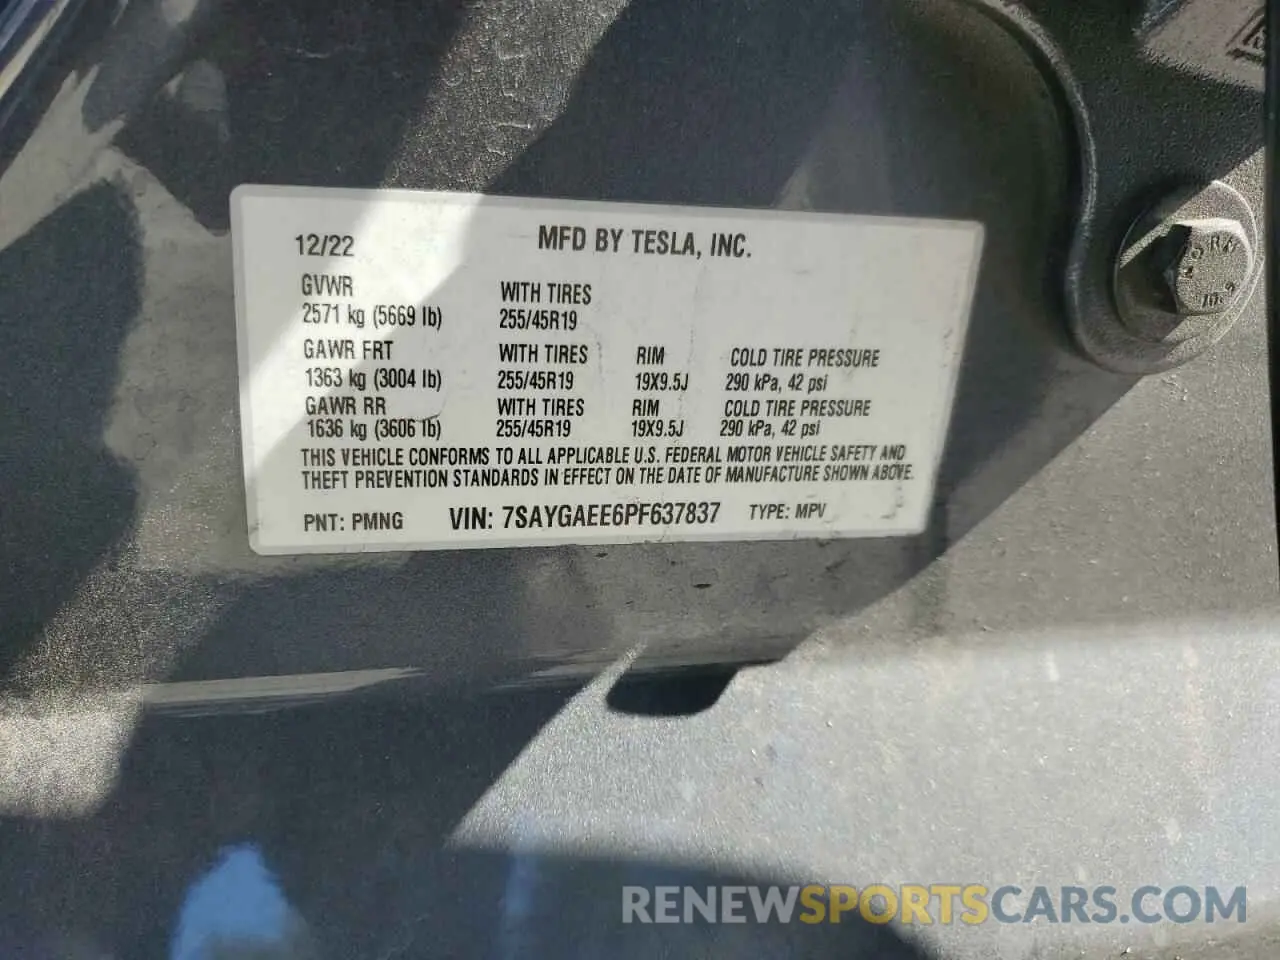 12/22 MFD BY TESLA, INC.
GVWR WITH TIRES
2571 kg (5669 lb) 255/45R19
GAWR FRT WITH TIRES RIM COLD TIRE PRESSURE
1363 kg (3004 lb) 255/45R19 19X9.5J 290 kPa, 42 psi
GAWR RR WITH TIRES RIM COLD TIRE PRESSURE
1636 kg (3606 lb) 255/45R19 19X9.5J 290 kPa, 42 psi
THIS VEHICLE CONFORMS TO ALL APPLICABLE U.S. FEDERAL MOTOR VEHICLE SAFETY AND
THEFT PREVENTION STANDARDS IN EFFECT ON THE DATE OF MANUFACTURE SHOWN ABOVE.
PNT: PMNG VIN: 7SAYGAEE6PF637837 TYPE: MPV
RENEWSPORTSCARS.COM